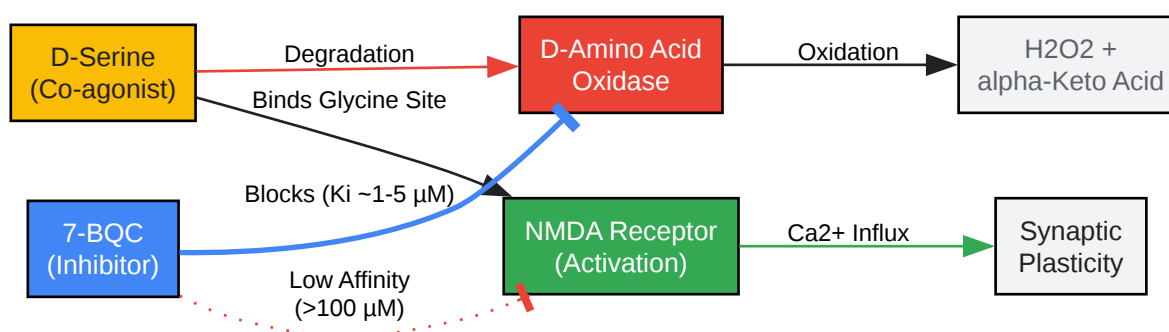 D-Serine
(Co-agonist)
Degradation
D-Amino Acid
Oxidase
Oxidation
H2O2 +
alpha-Keto Acid
Binds Glycine Site
Blocks (Ki ~1-5 µM)
7-BQC
(Inhibitor)
NMDA Receptor
(Activation)
Ca2+ Influx
Synaptic
Plasticity
Low Affinity
(>100 µM)